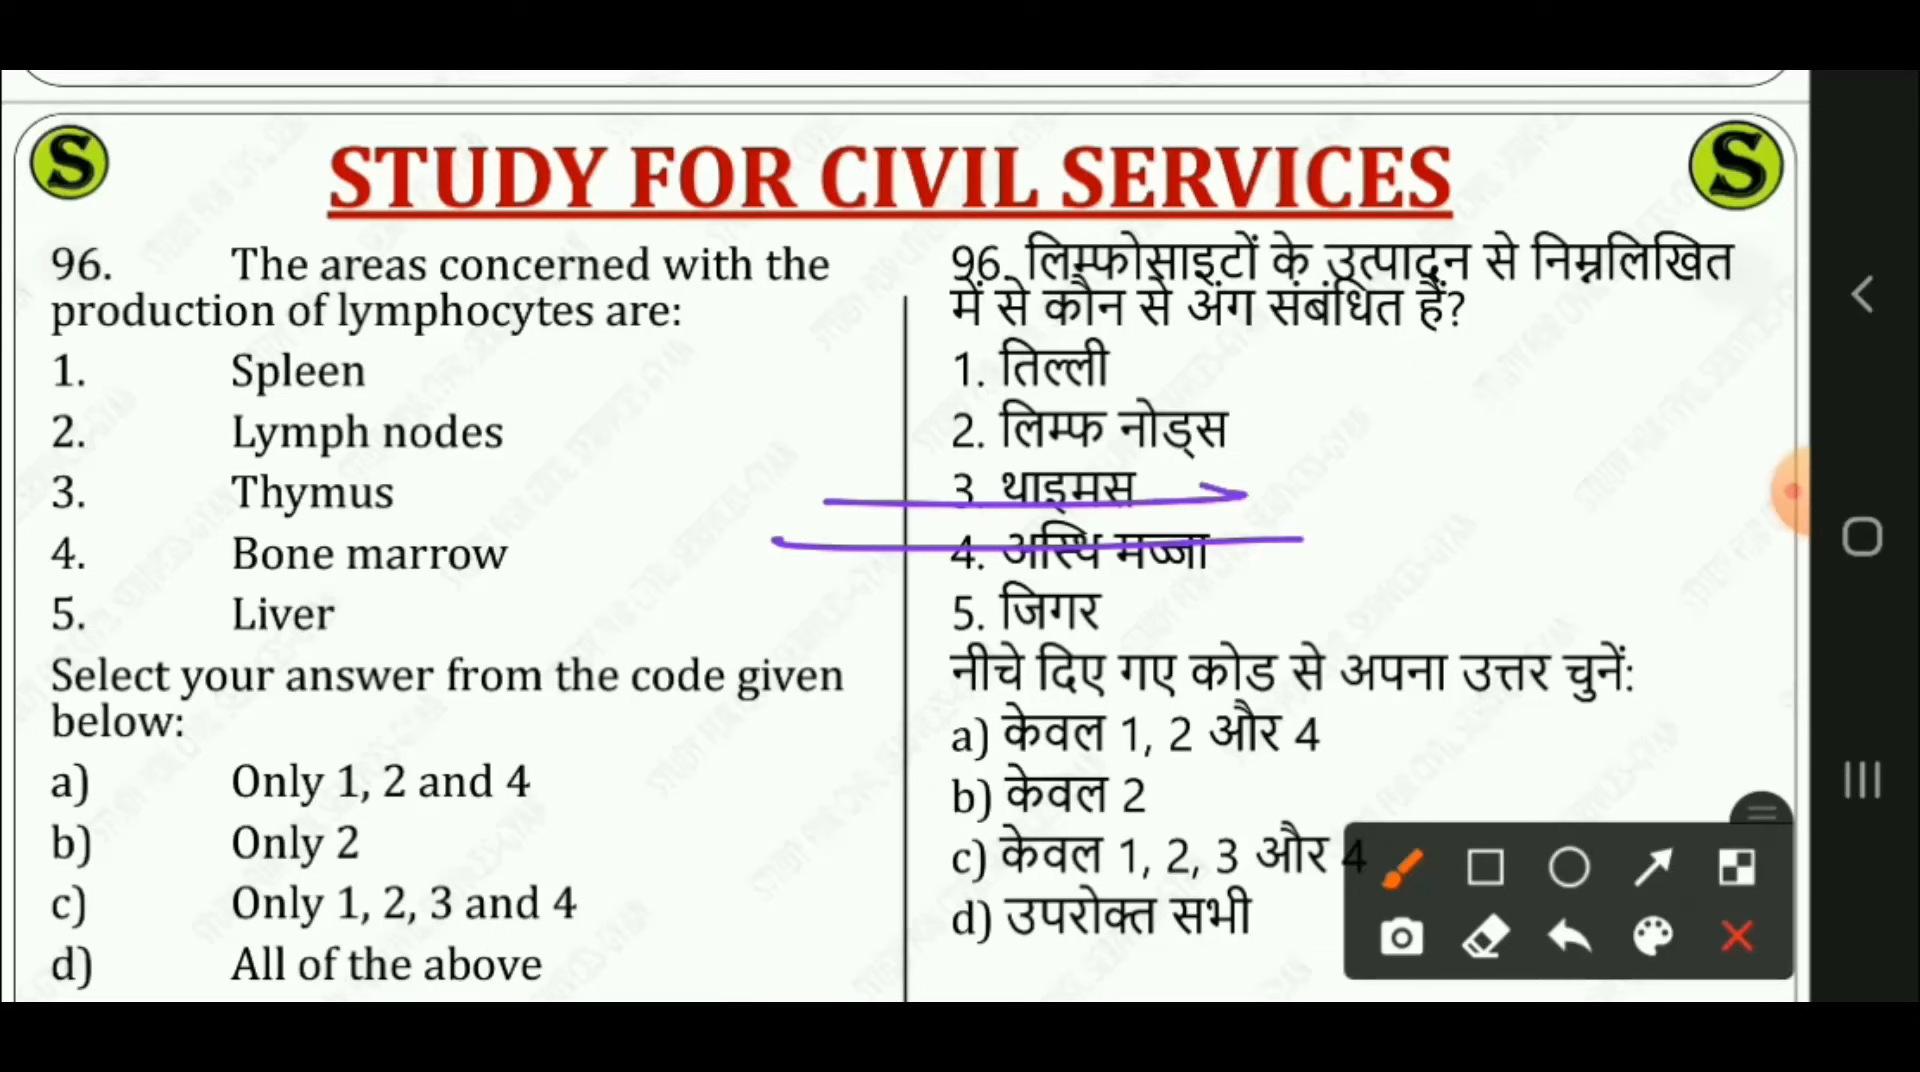 STUDY FOR CIVIL SERVICES
96. The areas concerned with the
production of lymphocytes are:
1. Spleen
2. Lymph nodes
3. Thymus
4. Bone marrow
5. Liver
Select your answer from the code given
below:
a) Only 1, 2 and 4
b) Only 2
c) Only 1, 2, 3 and 4
d) All of the above
96. लिम्फोसाइटों के उत्पादन से निम्नलिखित
में से कौन से अंग संबंधित हैं?
1. तिल्ली
2. लिम्फ नोड्स
3. थाइमस
4. अस्थि मज्जा
5. जिगर
नीचे दिए गए कोड से अपना उत्तर चुनें:
a) केवल 1, 2 और 4
b) केवल 2
c) केवल 1, 2, 3 और 4
d) उपरोक्त सभी